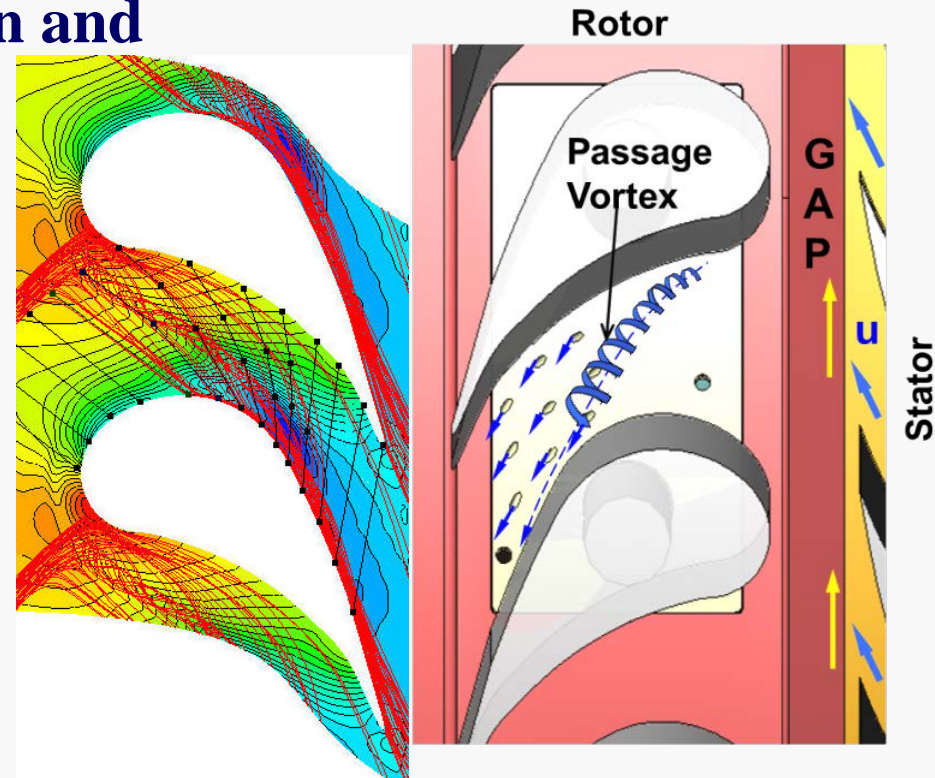 n and
Rotor
Passage
Vortex
G
A
P
u
Stator